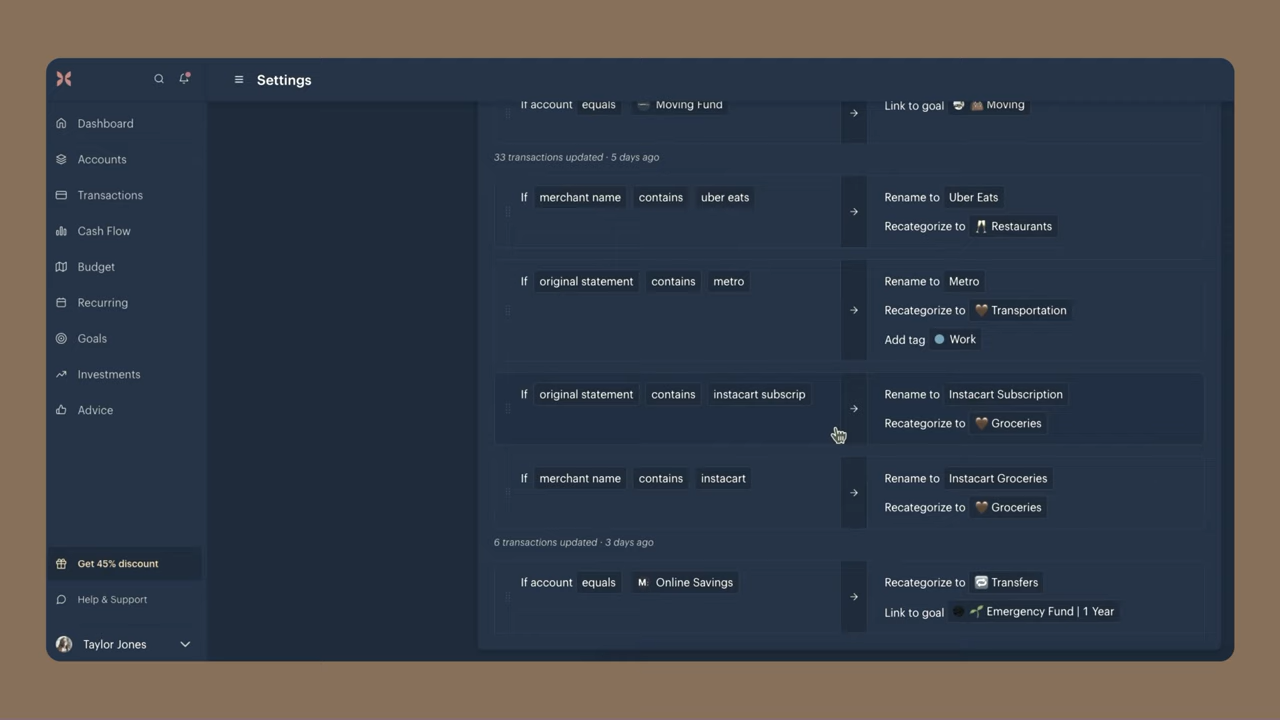 Settings
Dashboard
Accounts
Transactions
Cash Flow
Budget
Recurring
Goals
Investments
Advice
Get 45% discount
Help & Support
Taylor Jones
If account equals Moving Fund
Link to goal Moving
33 transactions updated · 5 days ago
If merchant name contains uber eats
Rename to Uber Eats
Recategorize to Restaurants
If original statement contains metro
Rename to Metro
Recategorize to Transportation
Add tag Work
If original statement contains instacart subscrip
Rename to Instacart Subscription
Recategorize to Groceries
If merchant name contains instacart
Rename to Instacart Groceries
Recategorize to Groceries
6 transactions updated · 3 days ago
If account equals M Online Savings
Recategorize to Transfers
Link to goal Emergency Fund | 1 Year